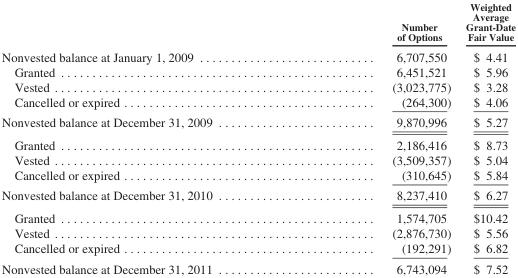 Weighted
Average
Number Grant-Date
of Options Fair Value
Nonvested balance at January 1, 2009 ............................ 6,707,550 $ 4.41
Granted .................................................. 6,451,521 $ 5.96
Vested ................................................... (3,023,775) $ 3.28
Cancelled or expired ........................................ (264,300) $ 4.06
Nonvested balance at December 31, 2009 ......................... 9,870,996 $ 5.27
Granted .................................................. 2,186,416 $ 8.73
Vested ................................................... (3,509,357) $ 5.04
Cancelled or expired ........................................ (310,645) $ 5.84
Nonvested balance at December 31, 2010 ......................... 8,237,410 $ 6.27
Granted .................................................. 1,574,705 $10.42
Vested ................................................... (2,876,730) $ 5.56
Cancelled or expired ........................................ (192,291) $ 6.82
Nonvested balance at December 31, 2011 ......................... 6,743,094 $ 7.52